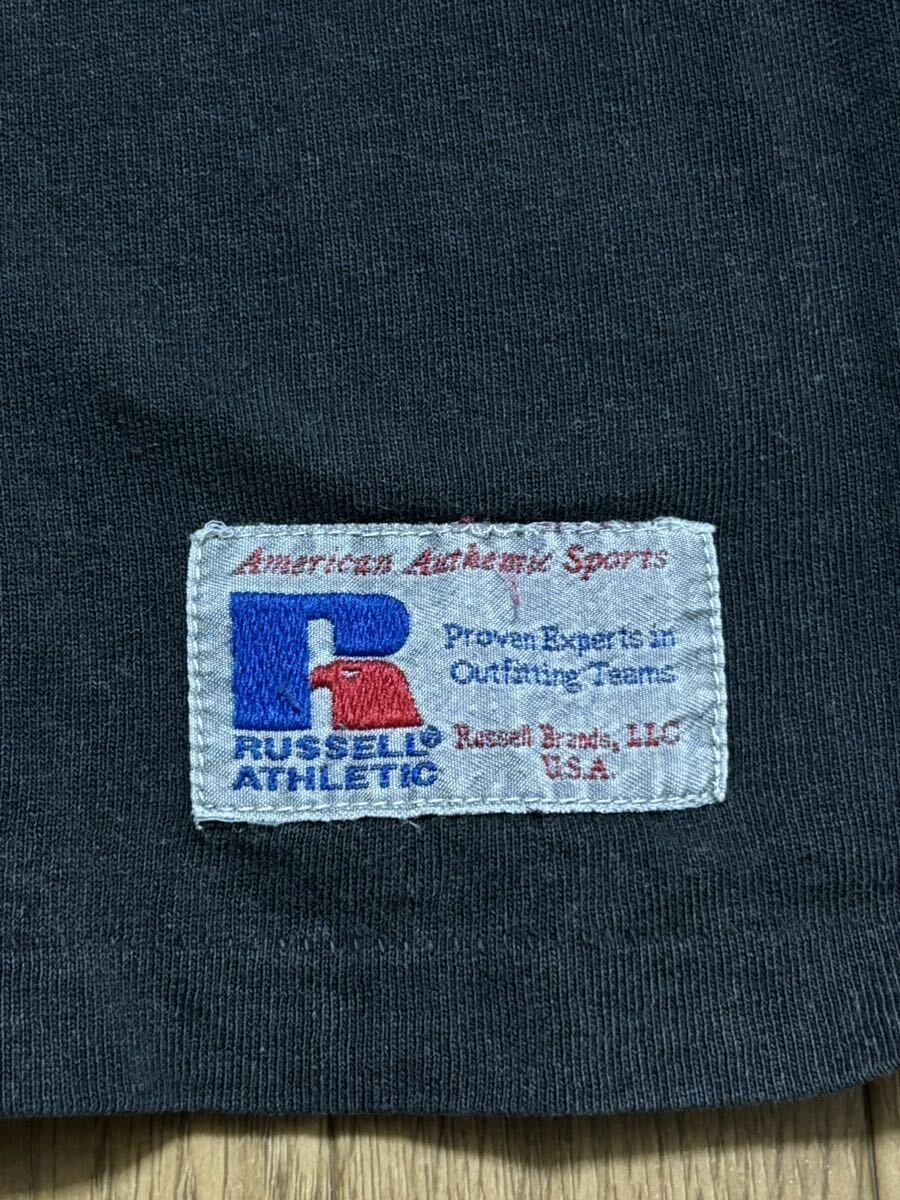 American Authentic Sports
R
Proven Experts in
Outfitting Teams
RUSSELL®
ATHLETIC
Russell Brands, LLC
U.S.A.